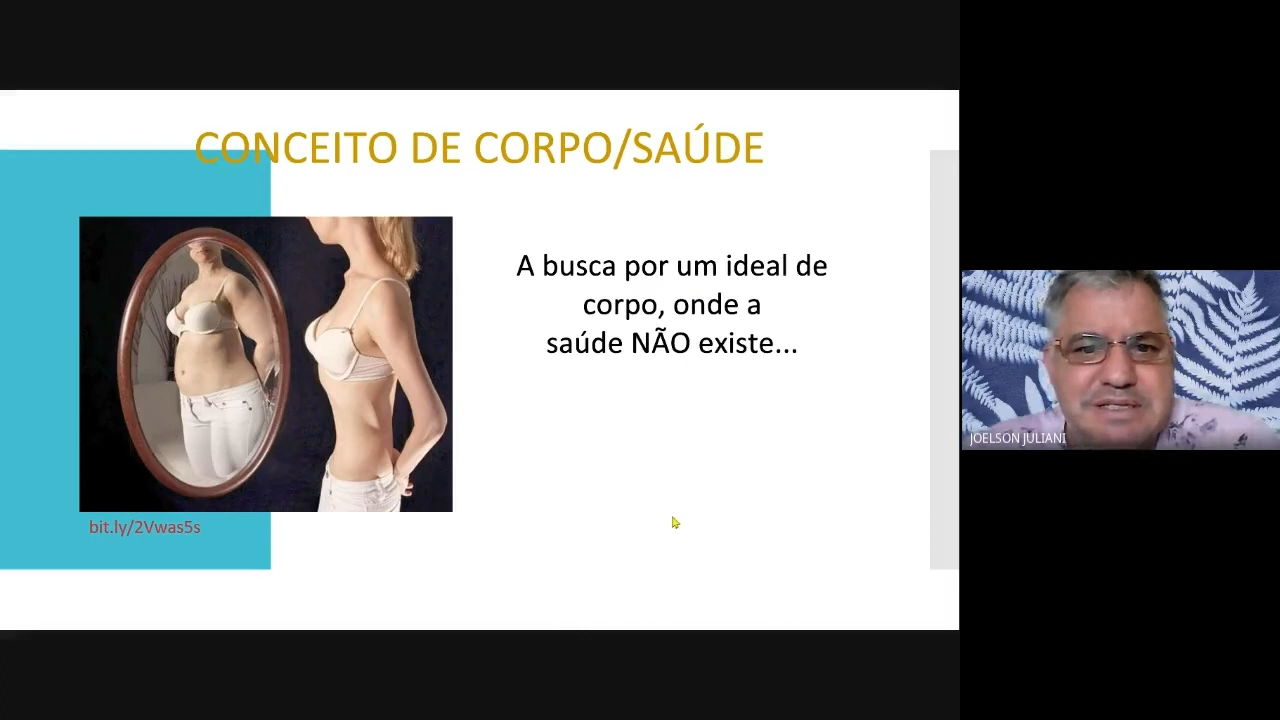 CONCEITO DE CORPO/SAÚDE
A busca por um ideal de
corpo, onde a
saúde NÃO existe...
bit.ly/2Vwas5s
JOELSON JULIANI